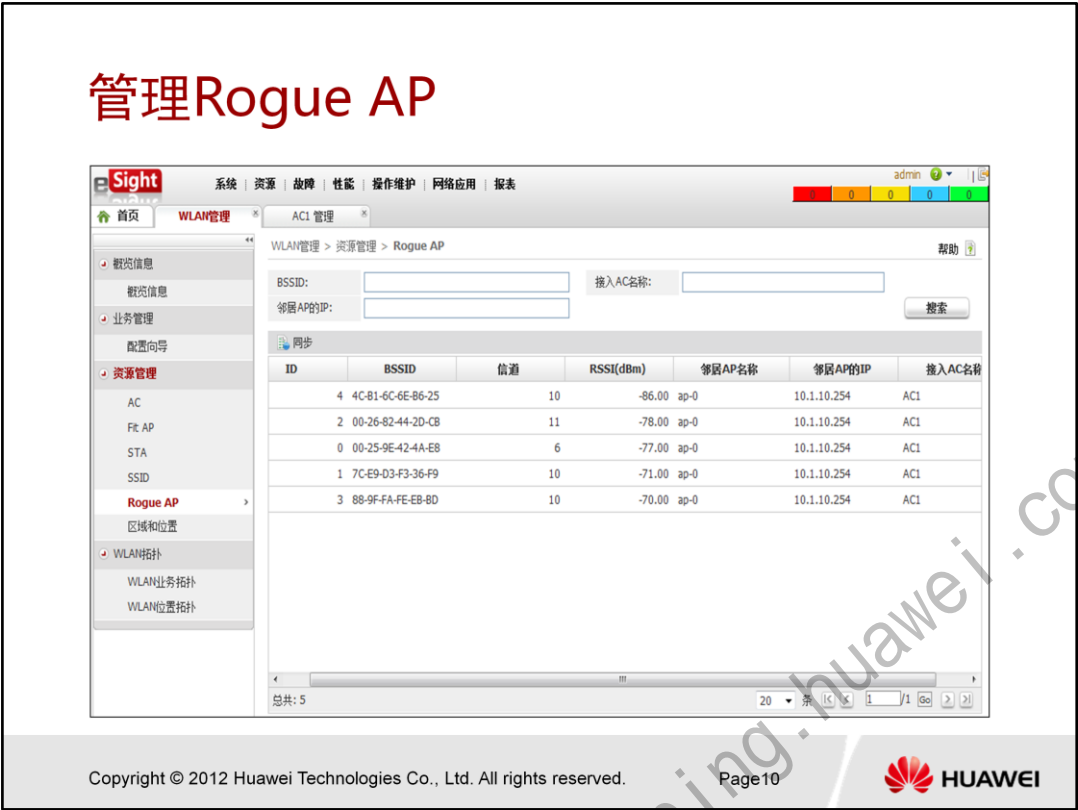 管理Rogue AP
eSight
系统 | 资源 | 故障 | 性能 | 操作维护 | 网络应用 | 报表
admin
0 0 0 0 0
首页 WLAN管理 AC1 管理
WLAN管理 > 资源管理 > Rogue AP
帮助
概览信息
概览信息
业务管理
配置向导
资源管理
AC
Fit AP
STA
SSID
Rogue AP
区域和位置
WLAN拓扑
WLAN业务拓扑
WLAN位置拓扑
BSSID: 接入AC名称:
邻居AP的IP: 搜索
同步
ID BSSID 信道 RSSI(dBm) 邻居AP名称 邻居AP的IP 接入AC名称
4 4C-B1-6C-6E-B6-25 10 -86.00 ap-0 10.1.10.254 AC1
2 00-26-82-44-2D-CB 11 -78.00 ap-0 10.1.10.254 AC1
0 00-25-9E-42-4A-E8 6 -77.00 ap-0 10.1.10.254 AC1
1 7C-E9-D3-F3-36-F9 10 -71.00 ap-0 10.1.10.254 AC1
3 88-9F-FA-FE-EB-BD 10 -70.00 ap-0 10.1.10.254 AC1
总共: 5
20 条 1 /1 Go
Copyright © 2012 Huawei Technologies Co., Ltd. All rights reserved.
Page10
HUAWEI
ing.huawei.co